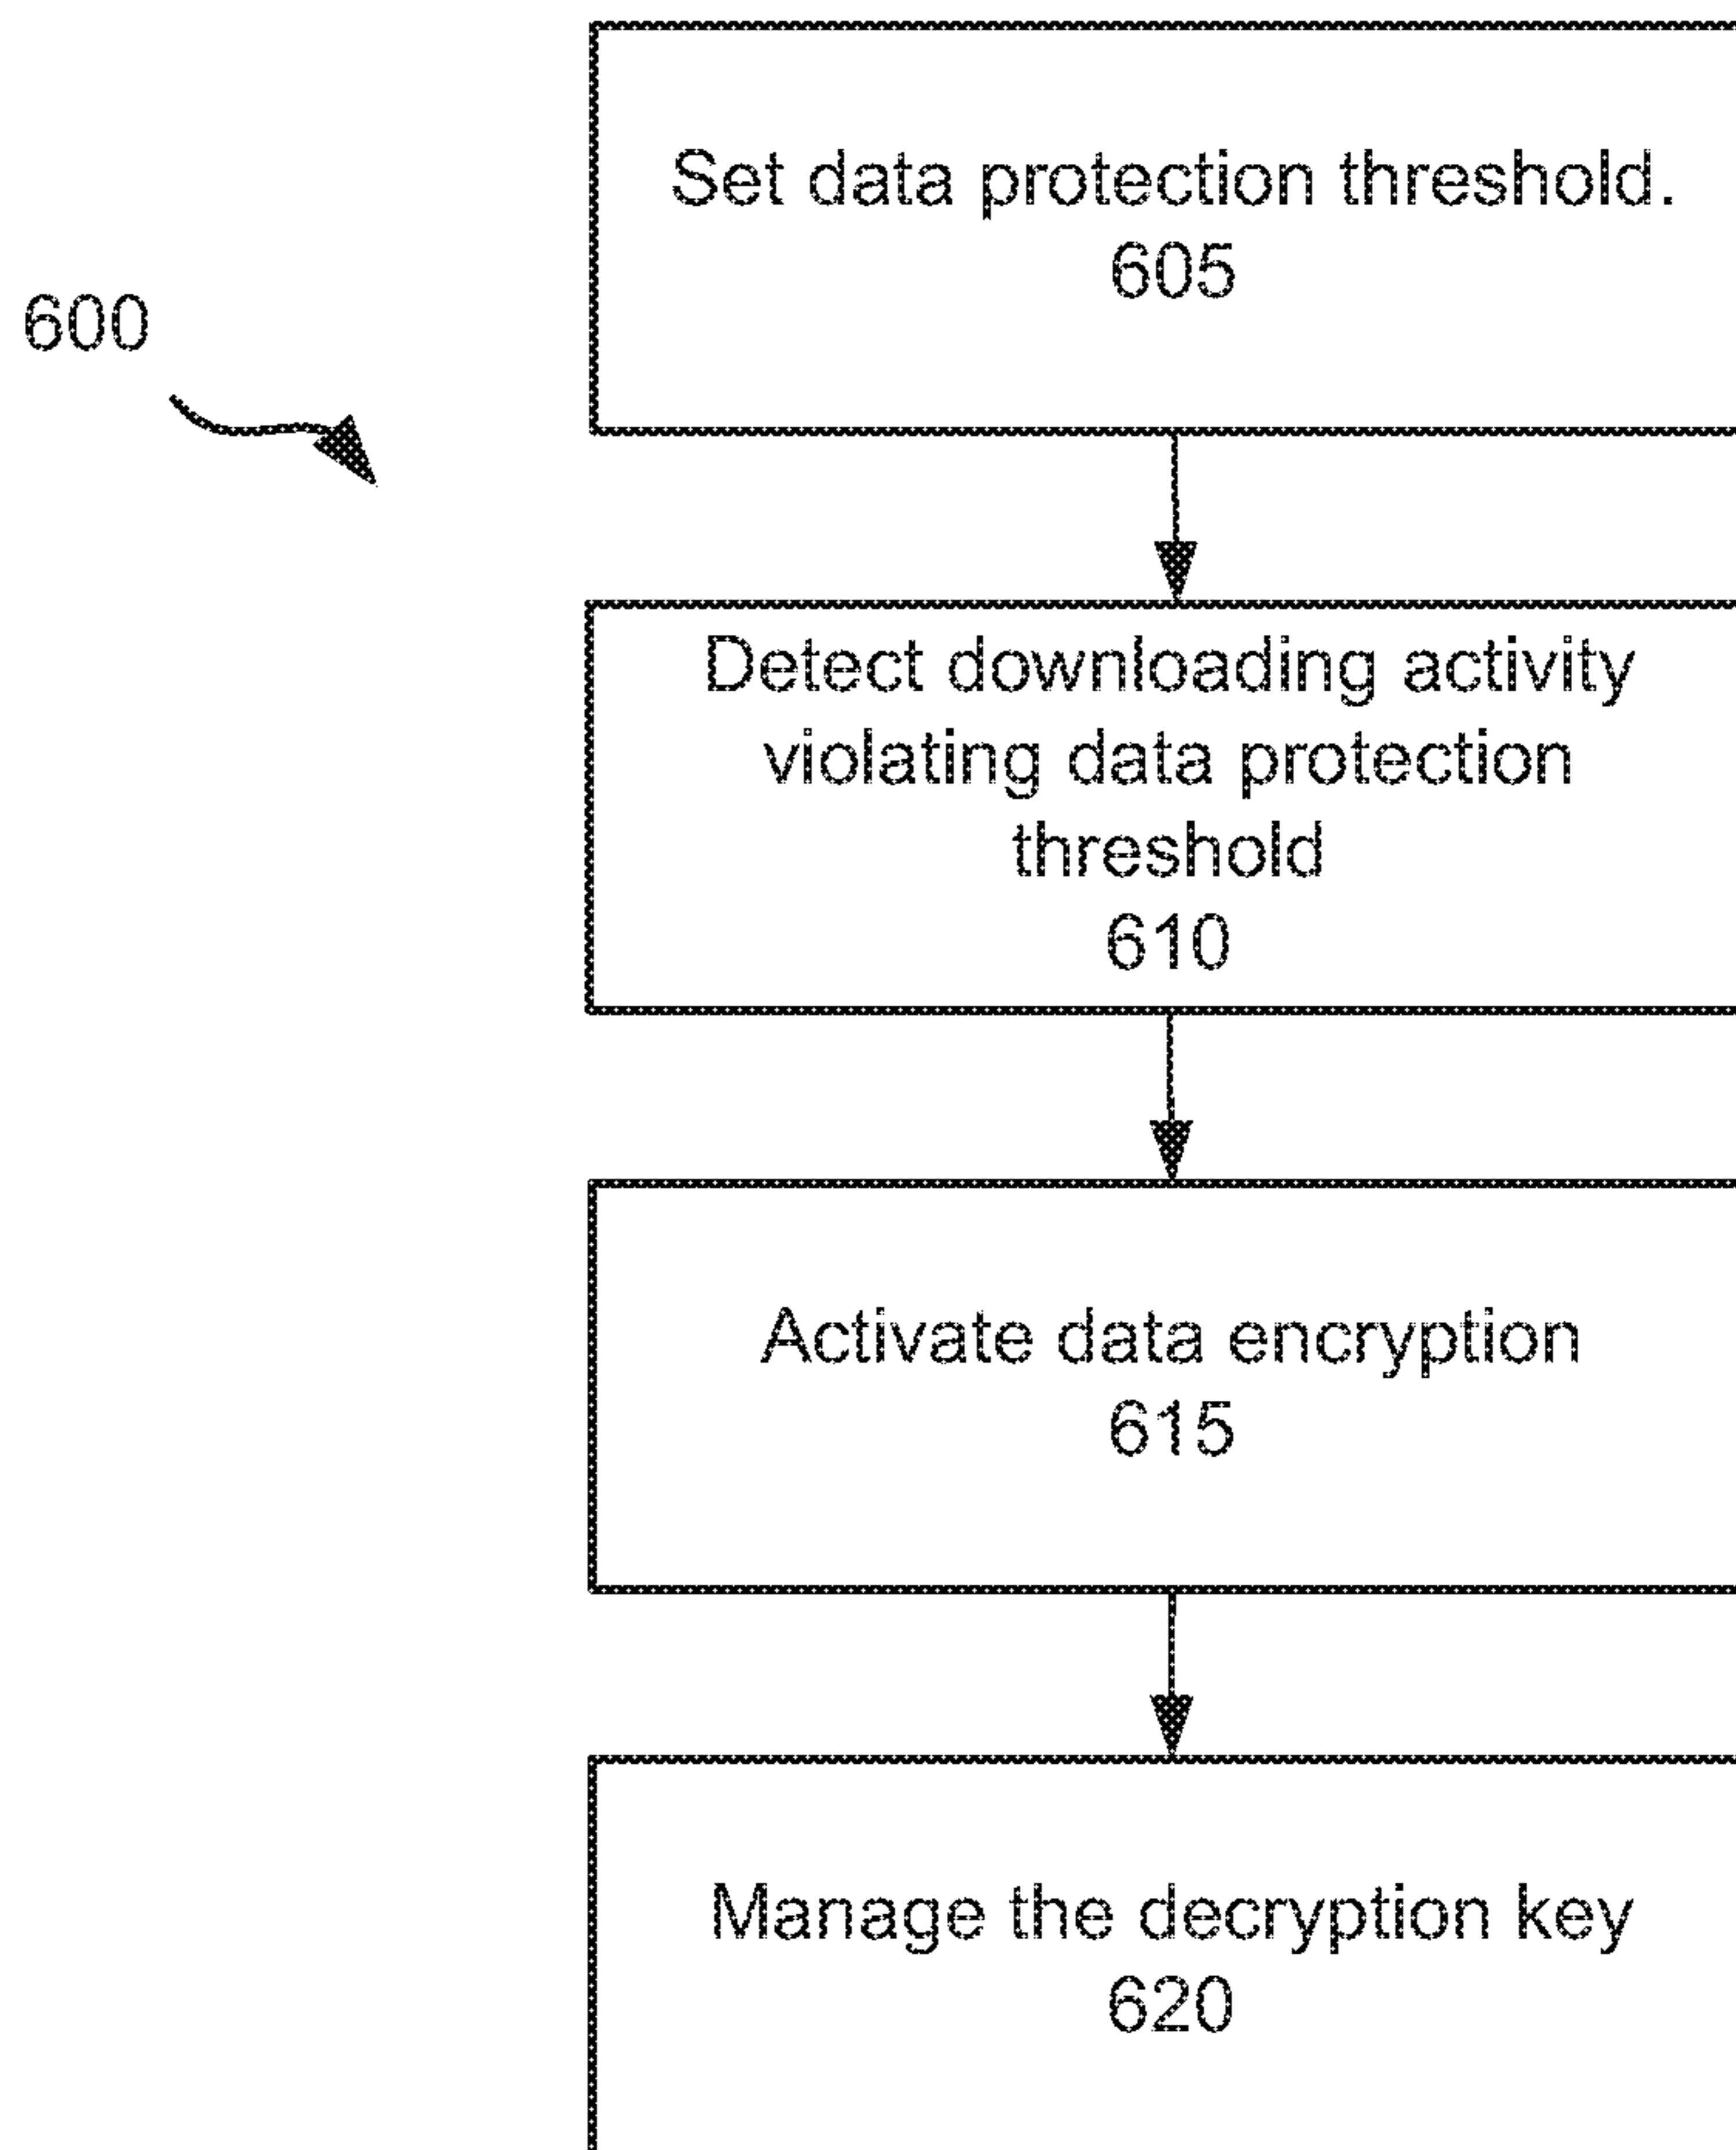 Set data protection threshold.
605
600
Detect downloading activity
violating data protection
threshold
610
Activate data encryption
615
Manage the decryption key
620